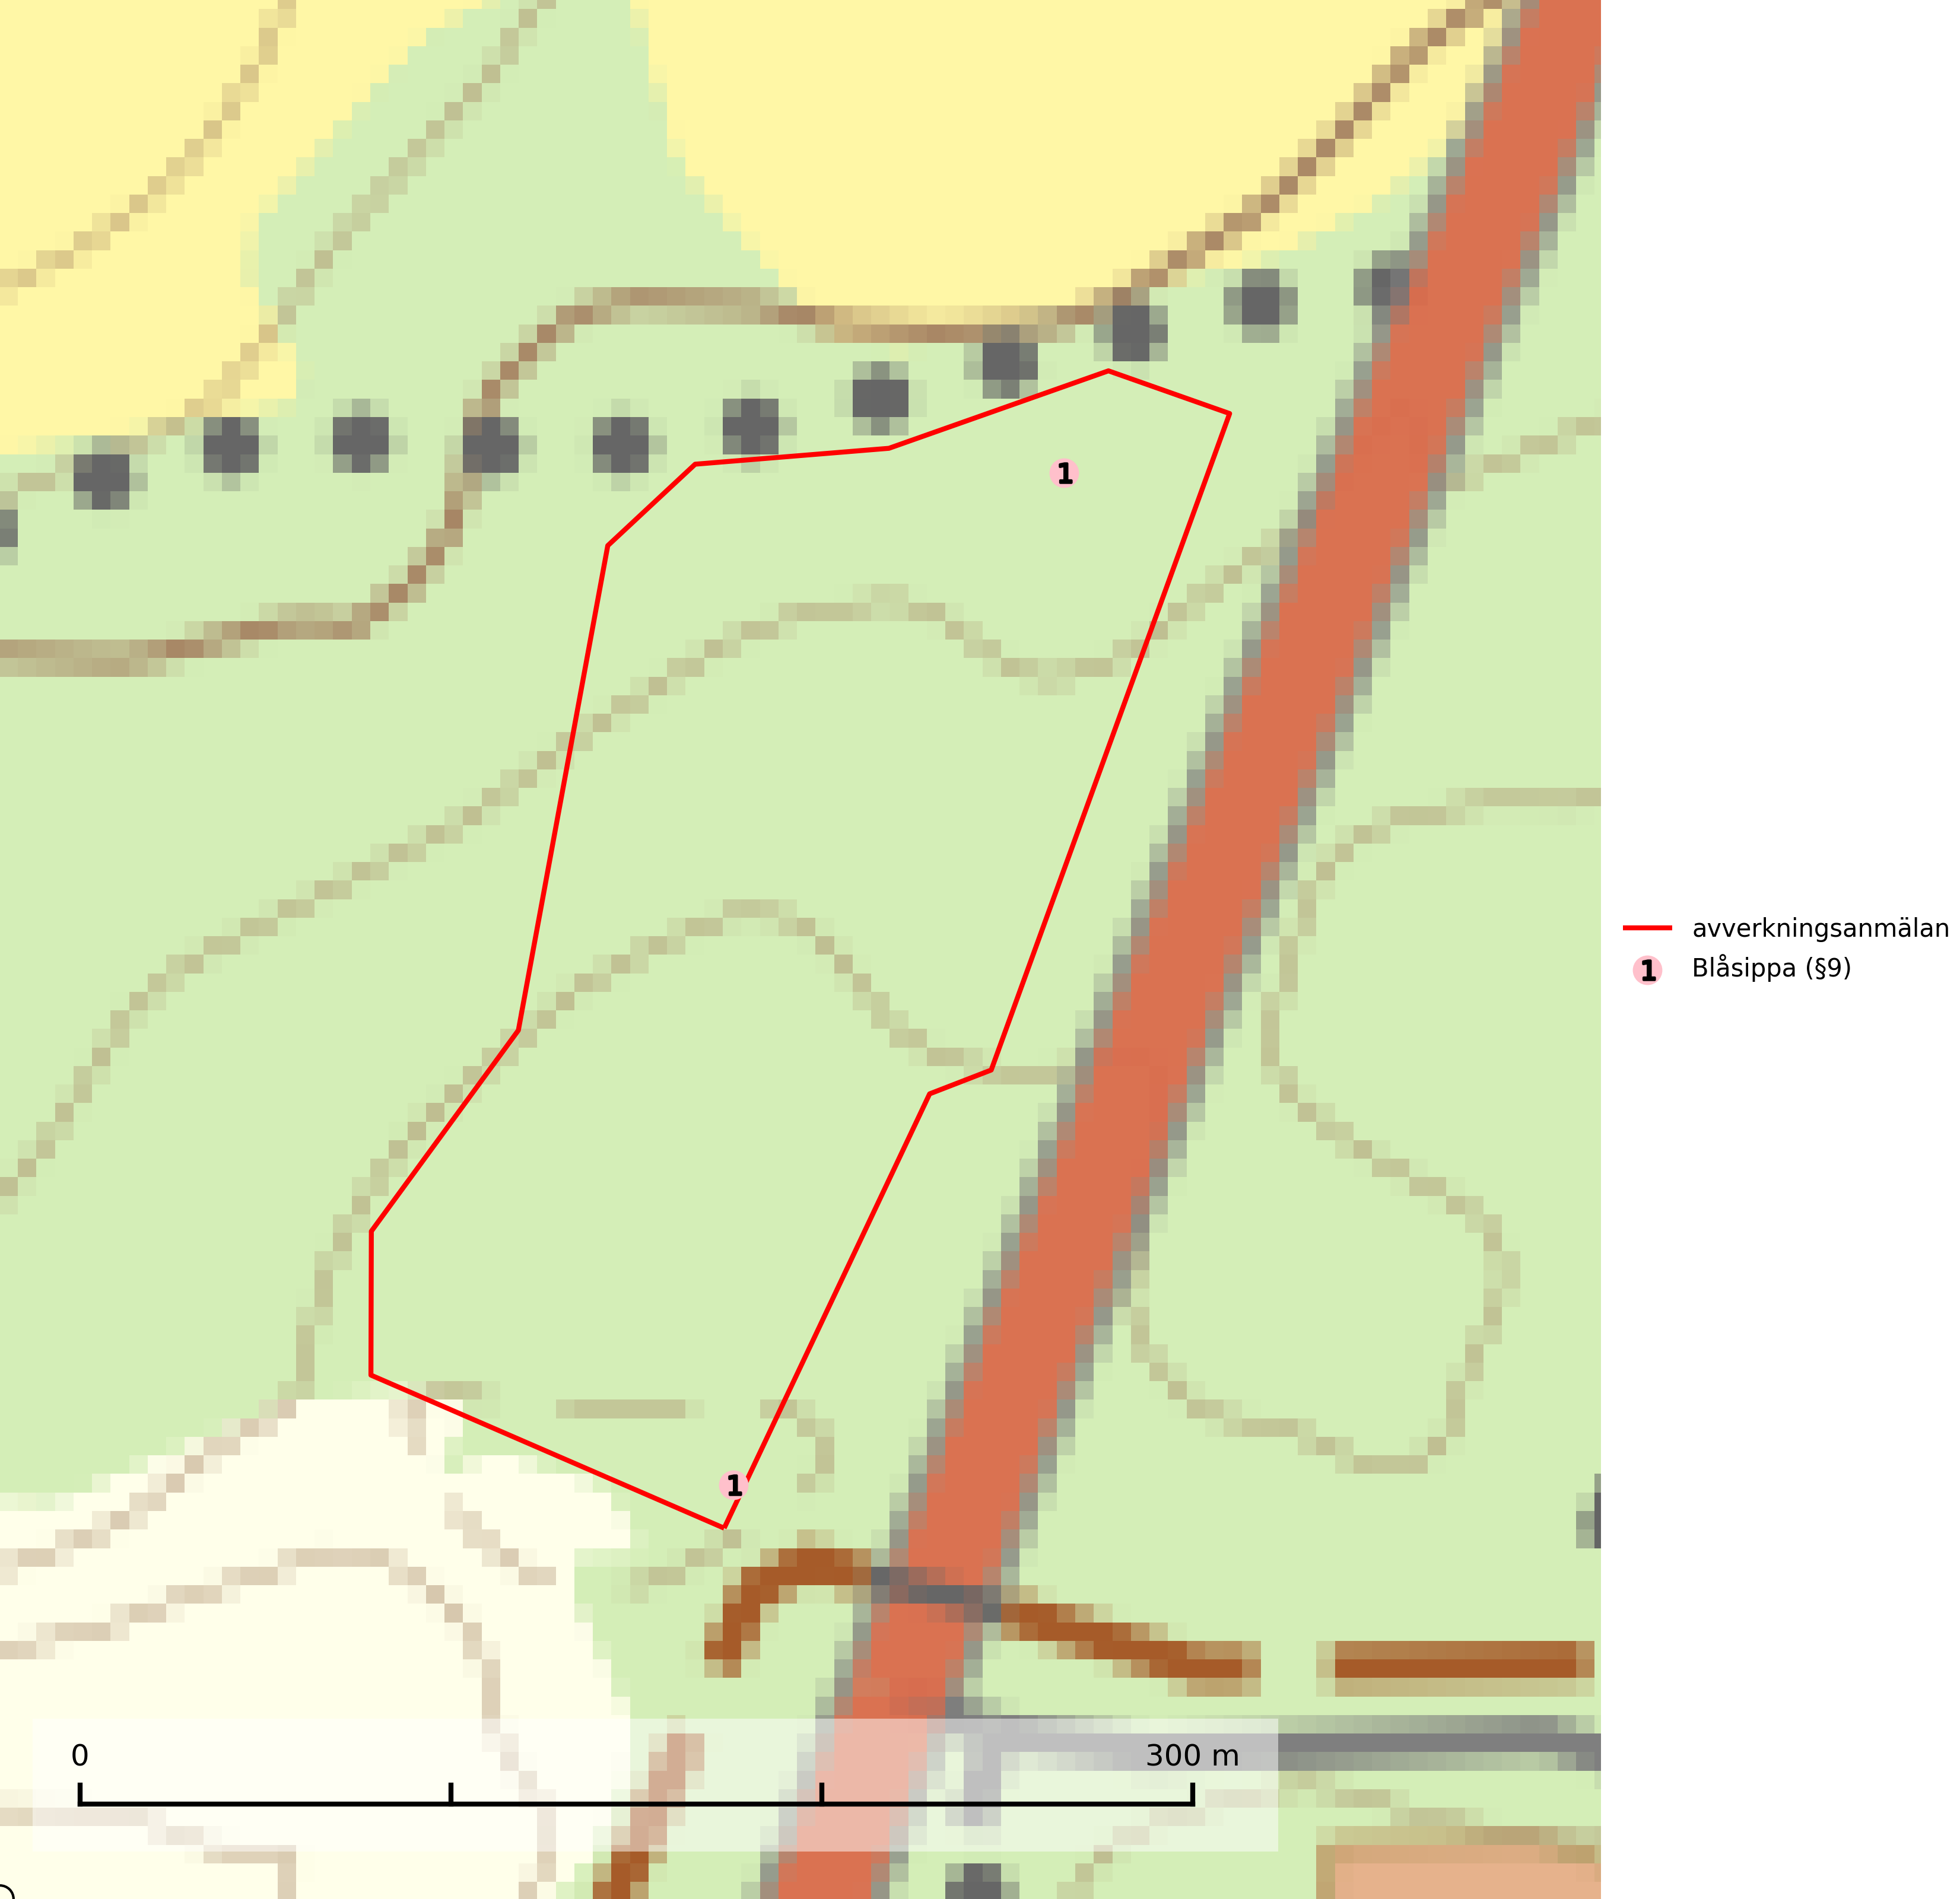 1
avverkningsanmälan
1 Blåsippa (§9)
1
0 300 m